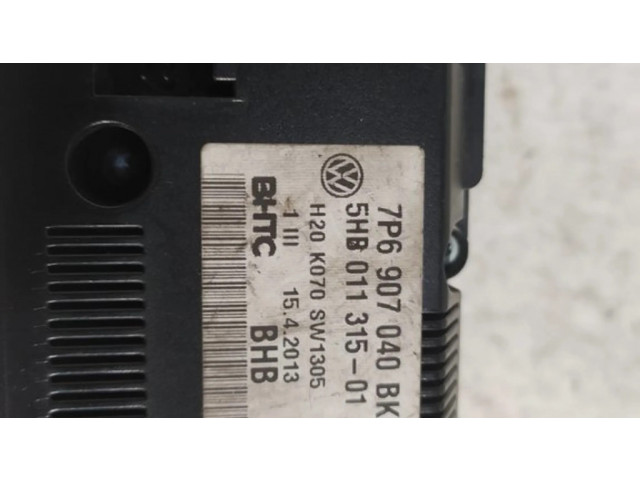 7P6 907 040 BK
5HB 011 315-01
H20 K070 SW1305
1 III 15.4.2013
BHTC BHB